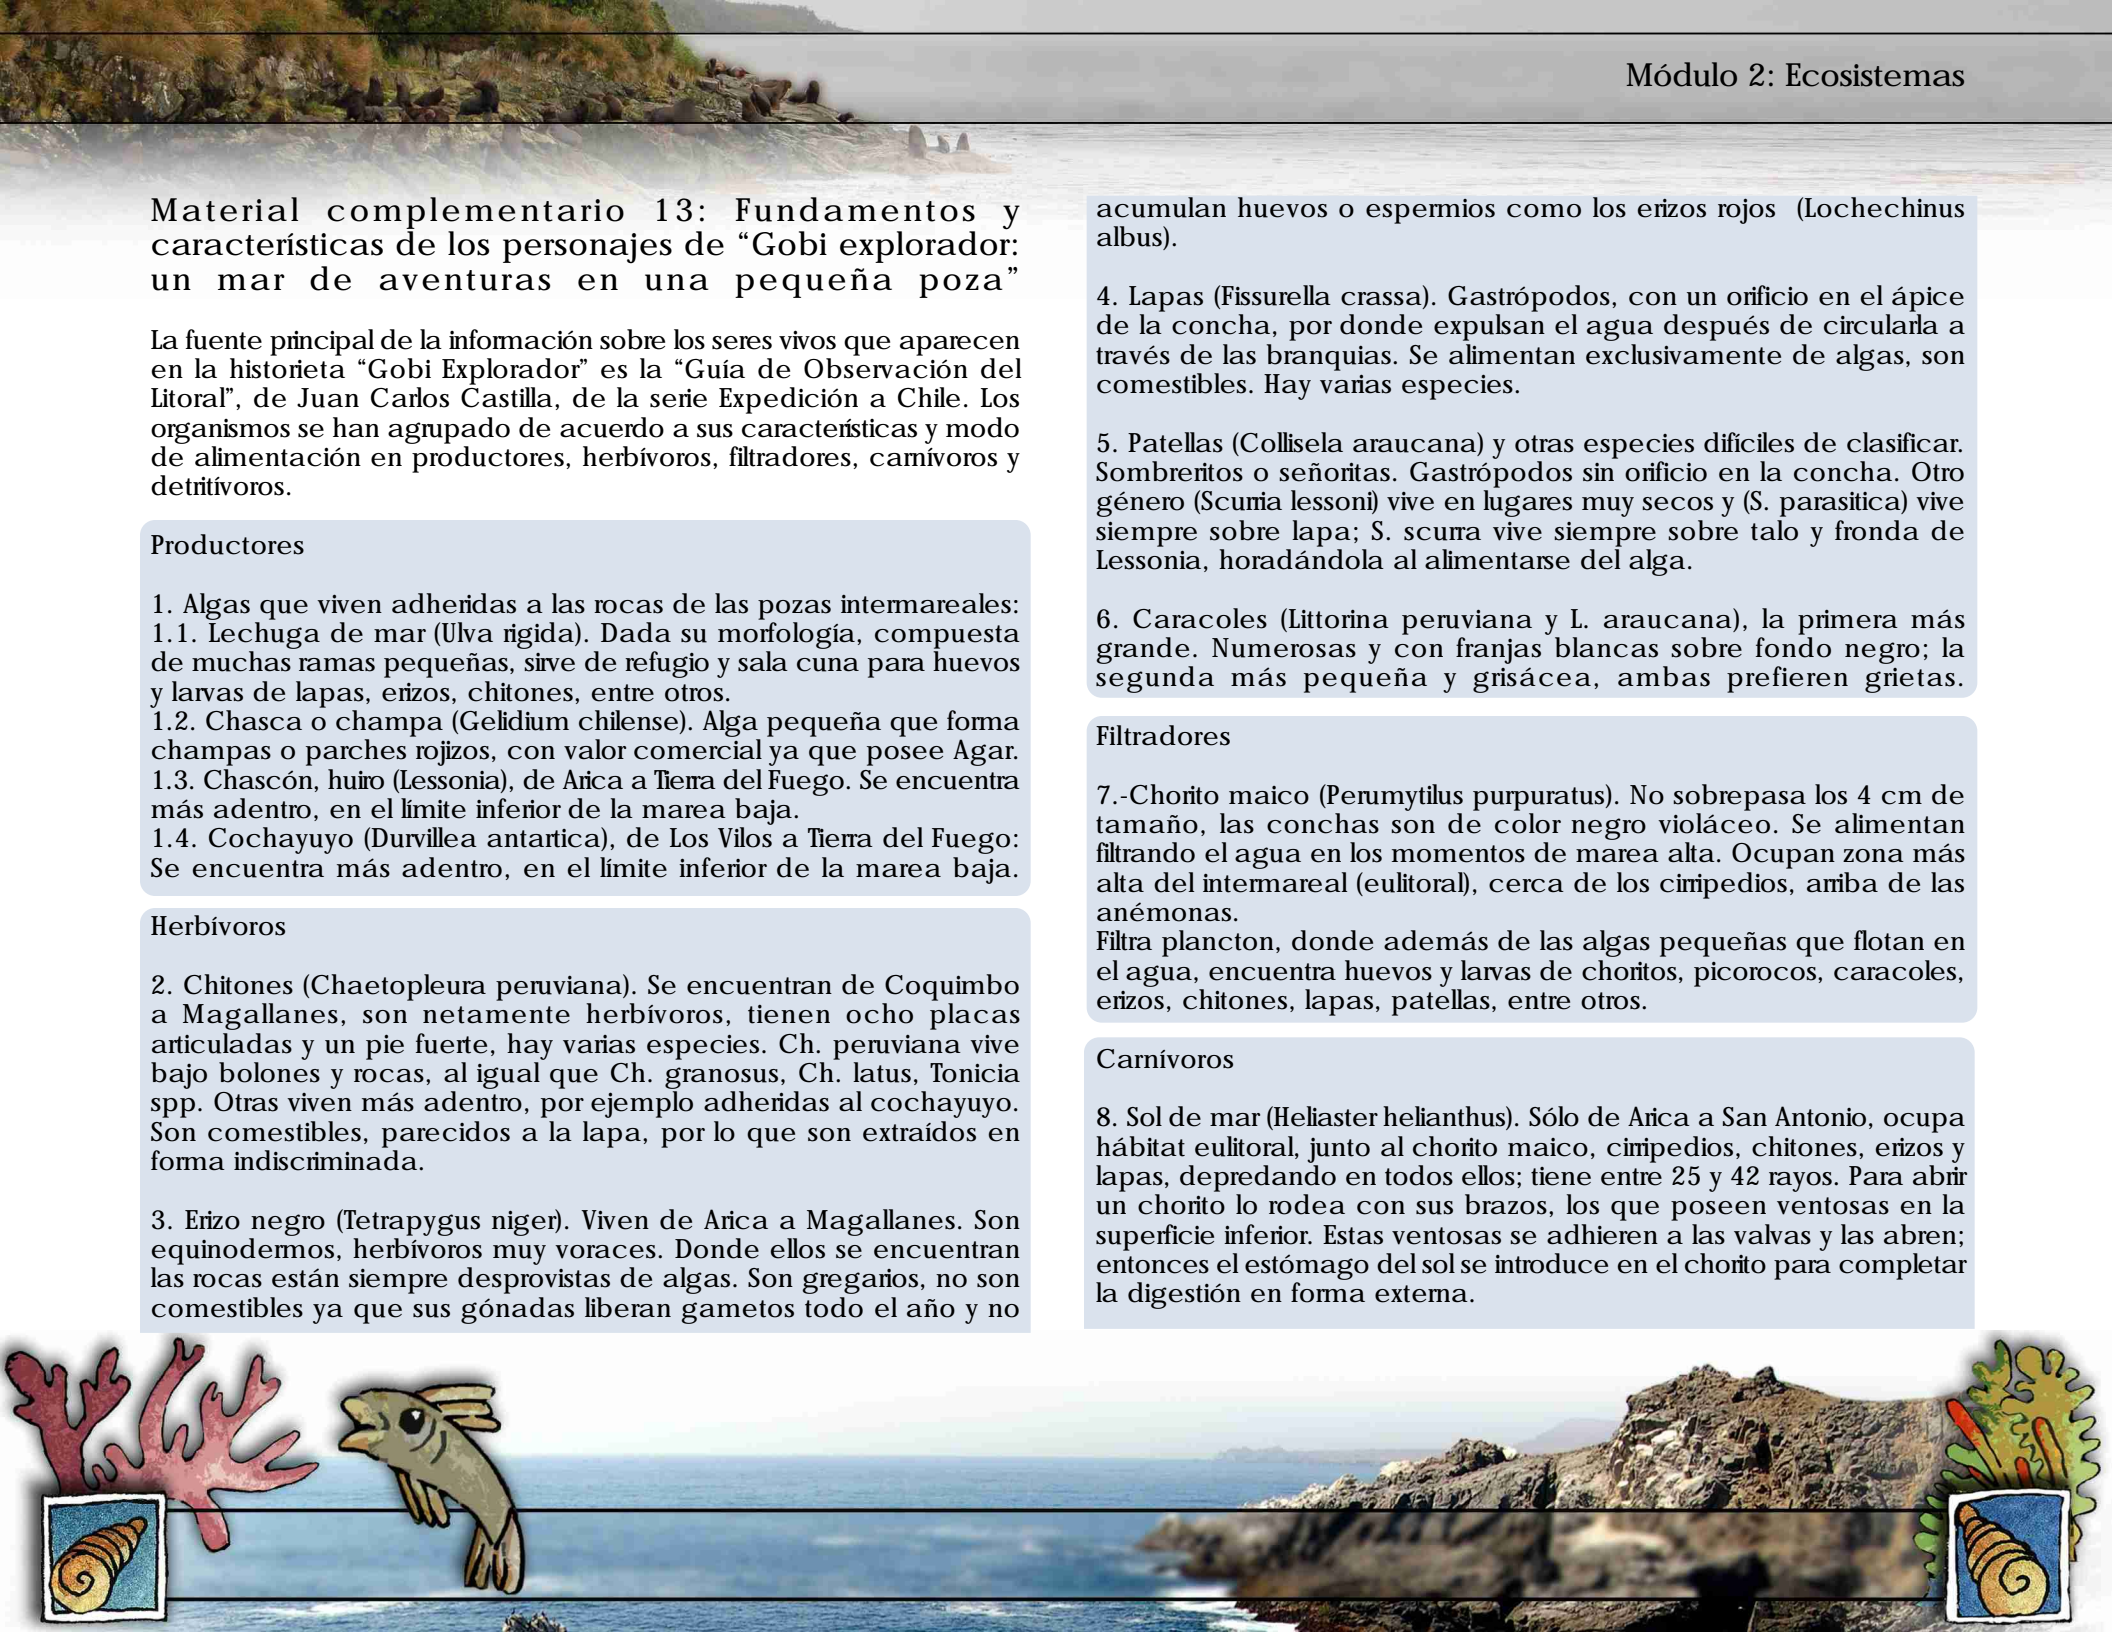 Módulo 2: Ecosistemas
Material complementario 13: Fundamentos y
características de los personajes de “Gobi explorador:
un mar de aventuras en una pequeña poza”
La fuente principal de la información sobre los seres vivos que aparecen
en la historieta “Gobi Explorador” es la “Guía de Observación del
Litoral”, de Juan Carlos Castilla, de la serie Expedición a Chile. Los
organismos se han agrupado de acuerdo a sus características y modo
de alimentación en productores, herbívoros, filtradores, carnívoros y
detritívoros.
Productores
1. Algas que viven adheridas a las rocas de las pozas intermareales:
1.1. Lechuga de mar (Ulva rigida). Dada su morfología, compuesta
de muchas ramas pequeñas, sirve de refugio y sala cuna para huevos
y larvas de lapas, erizos, chitones, entre otros.
1.2. Chasca o champa (Gelidium chilense). Alga pequeña que forma
champas o parches rojizos, con valor comercial ya que posee Agar.
1.3. Chascón, huiro (Lessonia), de Arica a Tierra del Fuego. Se encuentra
más adentro, en el límite inferior de la marea baja.
1.4. Cochayuyo (Durvillea antartica), de Los Vilos a Tierra del Fuego:
Se encuentra más adentro, en el límite inferior de la marea baja.
Herbívoros
2. Chitones (Chaetopleura peruviana). Se encuentran de Coquimbo
a Magallanes, son netamente herbívoros, tienen ocho placas
articuladas y un pie fuerte, hay varias especies. Ch. peruviana vive
bajo bolones y rocas, al igual que Ch. granosus, Ch. latus, Tonicia
spp. Otras viven más adentro, por ejemplo adheridas al cochayuyo.
Son comestibles, parecidos a la lapa, por lo que son extraídos en
forma indiscriminada.
3. Erizo negro (Tetrapygus niger). Viven de Arica a Magallanes. Son
equinodermos, herbívoros muy voraces. Donde ellos se encuentran
las rocas están siempre desprovistas de algas. Son gregarios, no son
comestibles ya que sus gónadas liberan gametos todo el año y no
acumulan huevos o espermios como los erizos rojos (Lochechinus
albus).
4. Lapas (Fissurella crassa). Gastrópodos, con un orificio en el ápice
de la concha, por donde expulsan el agua después de circularla a
través de las branquias. Se alimentan exclusivamente de algas, son
comestibles. Hay varias especies.
5. Patellas (Collisela araucana) y otras especies difíciles de clasificar.
Sombreritos o señoritas. Gastrópodos sin orificio en la concha. Otro
género (Scurria lessoni) vive en lugares muy secos y (S. parasitica) vive
siempre sobre lapa; S. scurra vive siempre sobre talo y fronda de
Lessonia, horadándola al alimentarse del alga.
6. Caracoles (Littorina peruviana y L. araucana), la primera más
grande. Numerosas y con franjas blancas sobre fondo negro; la
segunda más pequeña y grisácea, ambas prefieren grietas.
Filtradores
7.-Chorito maico (Perumytilus purpuratus). No sobrepasa los 4 cm de
tamaño, las conchas son de color negro violáceo. Se alimentan
filtrando el agua en los momentos de marea alta. Ocupan zona más
alta del intermareal (eulitoral), cerca de los cirripedios, arriba de las
anémonas.
Filtra plancton, donde además de las algas pequeñas que flotan en
el agua, encuentra huevos y larvas de choritos, picorocos, caracoles,
erizos, chitones, lapas, patellas, entre otros.
Carnívoros
8. Sol de mar (Heliaster helianthus). Sólo de Arica a San Antonio, ocupa
hábitat eulitoral, junto al chorito maico, cirripedios, chitones, erizos y
lapas, depredando en todos ellos; tiene entre 25 y 42 rayos. Para abrir
un chorito lo rodea con sus brazos, los que poseen ventosas en la
superficie inferior. Estas ventosas se adhieren a las valvas y las abren;
entonces el estómago del sol se introduce en el chorito para completar
la digestión en forma externa.